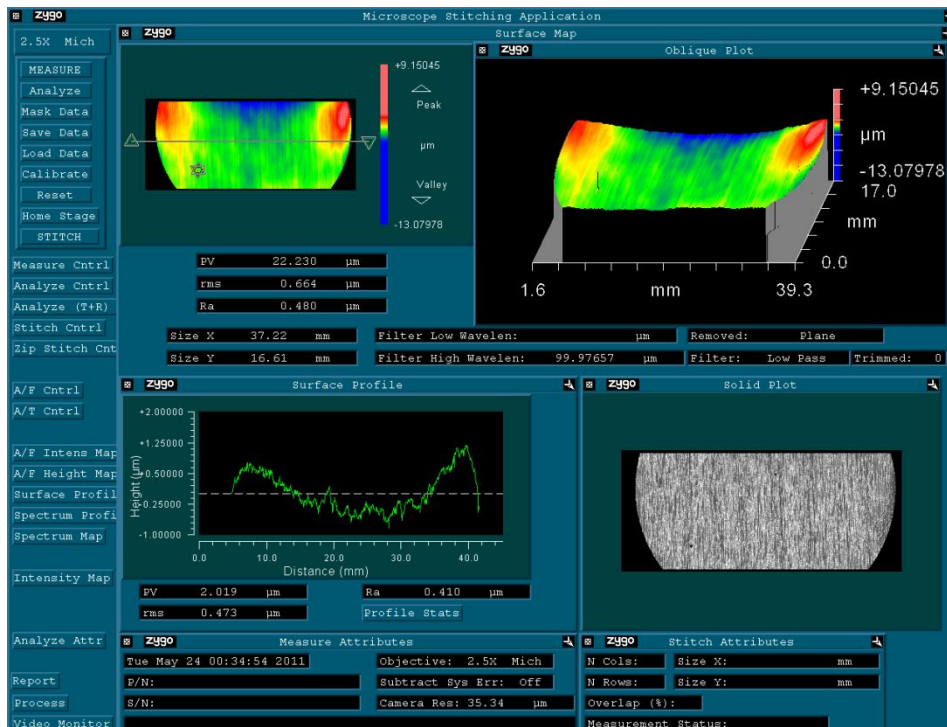 zygo Microscope Stitching Application
2.5X Mich
MEASURE
Analyze
Mask Data
Save Data
Load Data
Calibrate
Reset
Home Stage
STITCH
Measure Cntrl
Analyze Cntrl
Analyze (T+R)
Stitch Cntrl
Zip Stitch Cnt
A/F Cntrl
A/T Cntrl
A/F Intens Map
A/F Height Map
Surface Profil
Spectrum Profi
Spectrum Map
Intensity Map
Analyze Attr
Report
Process
Video Monitor
zygo Surface Map
+9.15045
Peak
µm
Valley
-13.07978
PV 22.230 µm
rms 0.664 µm
Ra 0.480 µm
Size X 37.22 mm
Size Y 16.61 mm
Filter Low Wavelen: µm
Filter High Wavelen: 99.97657 µm
Removed: Plane
Filter: Low Pass
Trimmed: 0
zygo Oblique Plot
+9.15045
µm
-13.07978
17.0
mm
0.0
1.6 mm 39.3
zygo Surface Profile
+2.00000
+1.25000
+0.50000
-0.25000
-1.00000
Height (µm)
0.0 10.0 20.0 30.0 40.0
Distance (mm)
PV 2.019 µm
rms 0.473 µm
Ra 0.410 µm
Profile Stats
zygo Solid Plot
zygo Measure Attributes
Tue May 24 00:34:54 2011
P/N:
S/N:
Objective: 2.5X Mich
Subtract Sys Err: Off
Camera Res: 35.34 µm
zygo Stitch Attributes
N Cols: Size X: mm
N Rows: Size Y: mm
Overlap (%):
Measurement Status: